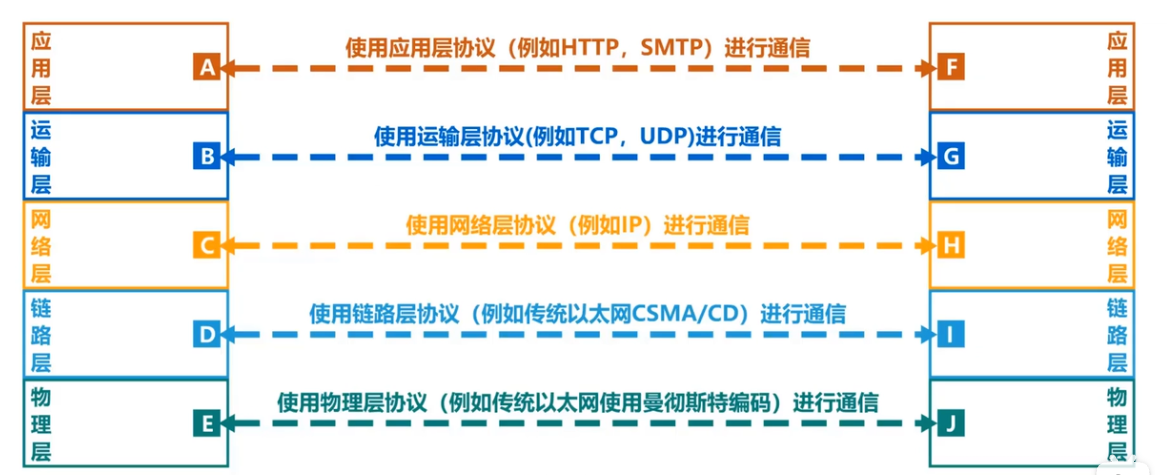 应用层
A
使用应用层协议（例如HTTP，SMTP）进行通信
F
应用层
运输层
B
使用运输层协议(例如TCP，UDP)进行通信
G
运输层
网络层
C
使用网络层协议（例如IP）进行通信
H
网络层
链路层
D
使用链路层协议（例如传统以太网CSMA/CD）进行通信
I
链路层
物理层
E
使用物理层协议（例如传统以太网使用曼彻斯特编码）进行通信
J
物理层